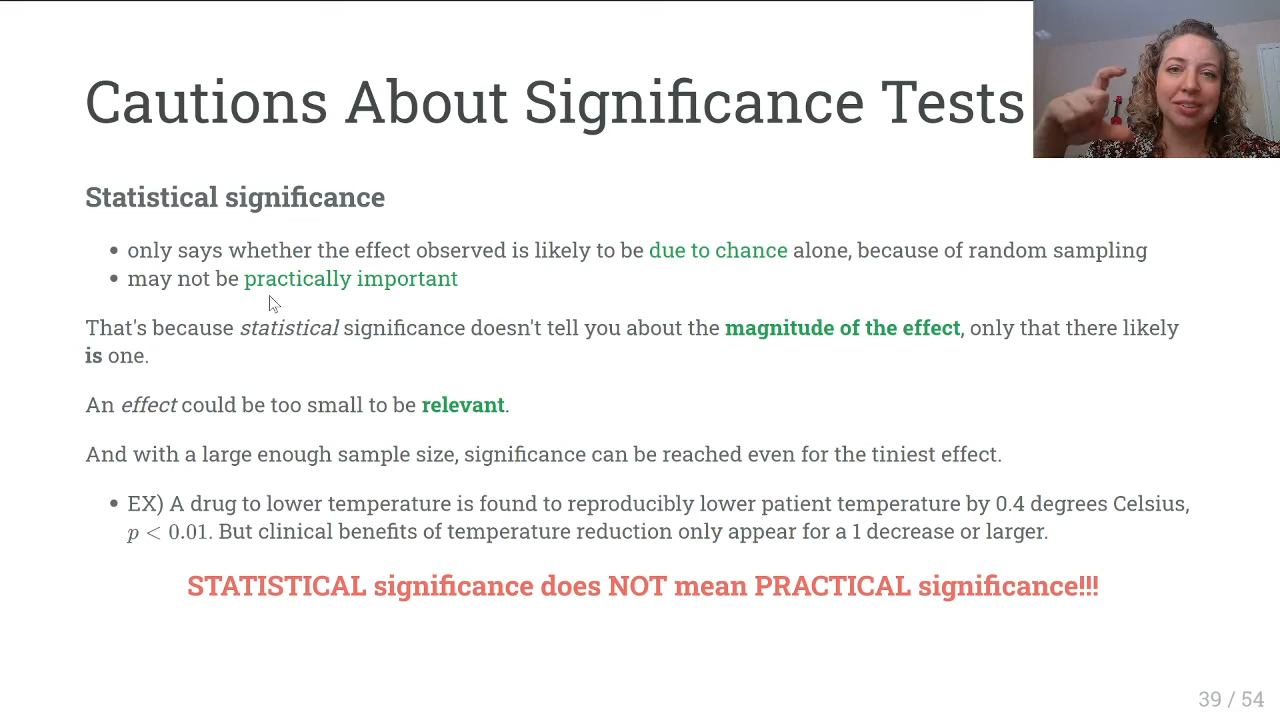 Cautions About Significance Tests
Statistical significance
• only says whether the effect observed is likely to be due to chance alone, because of random sampling
• may not be practically important
That's because statistical significance doesn't tell you about the magnitude of the effect, only that there likely
is one.
An effect could be too small to be relevant.
And with a large enough sample size, significance can be reached even for the tiniest effect.
• EX) A drug to lower temperature is found to reproducibly lower patient temperature by 0.4 degrees Celsius,
p < 0.01. But clinical benefits of temperature reduction only appear for a 1 decrease or larger.
STATISTICAL significance does NOT mean PRACTICAL significance!!!
39 / 54